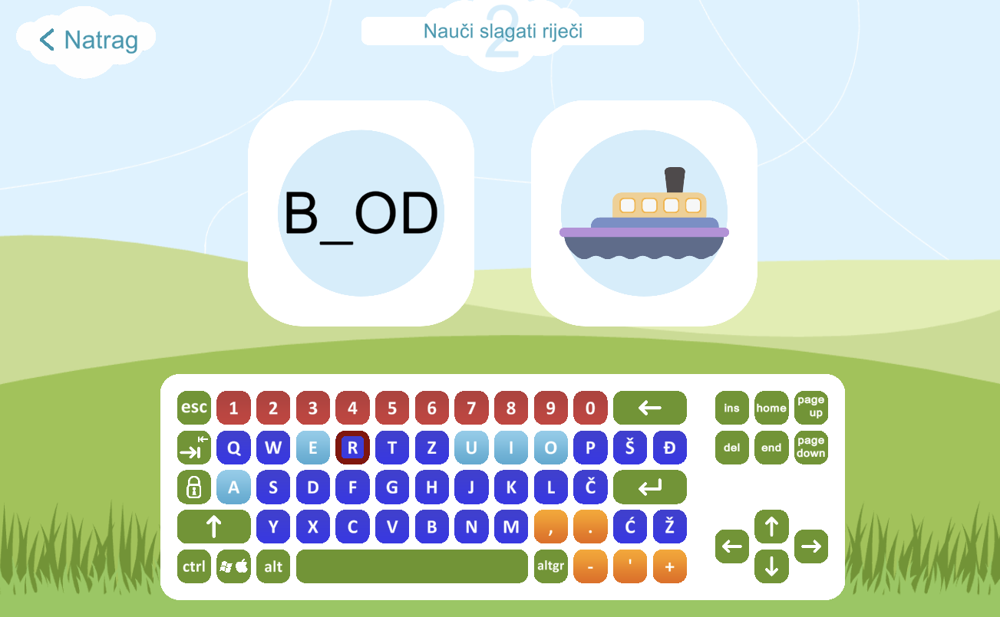 Natrag
2
Nauči slagati riječi
B_OD
esc 1 2 3 4 5 6 7 8 9 0 ins home page up
Q W E R T Z U I O P Š Đ del end page down
A S D F G H J K L Č
Y X C V B N M , . Ć Ž
ctrl alt altgr - ' +